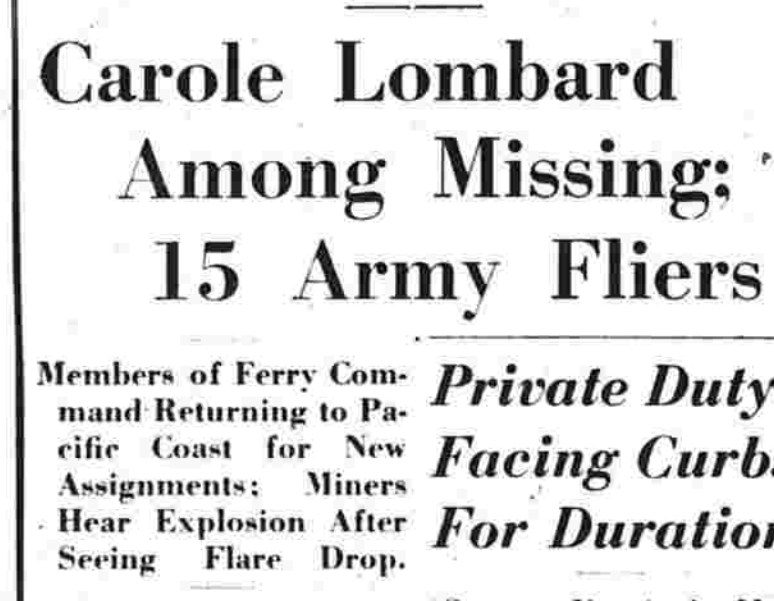 Carole Lombard
Among Missing;
15 Army Fliers
Members of Ferry Com-
mand Returning to Pa-
cific Coast for New
Assignments; Miners
Hear Explosion After
Seeing Flare Drop.
Private Duty
Facing Curb
For Duration